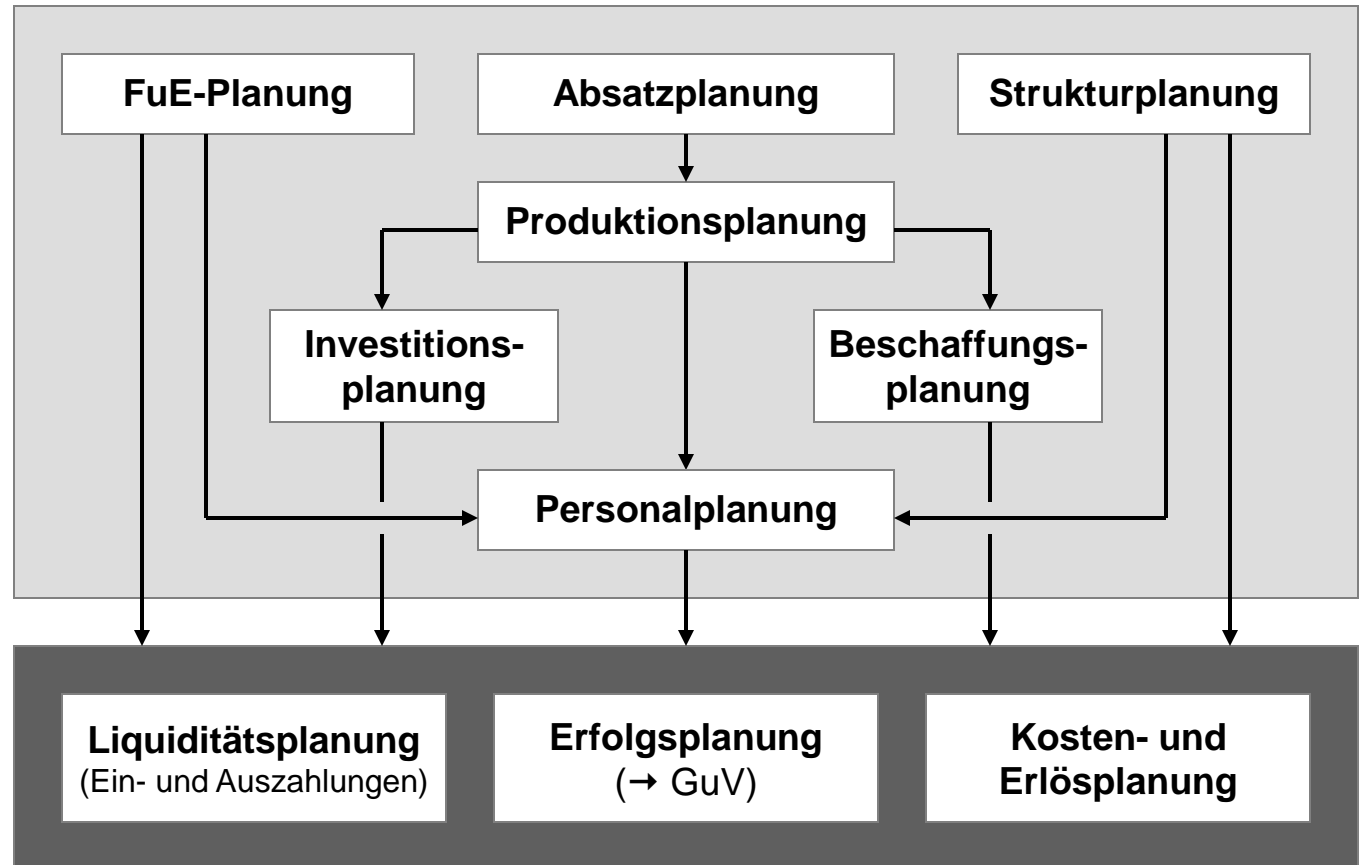 FuE-Planung
Absatzplanung
Strukturplanung
Produktionsplanung
Investitions-
planung
Beschaffungs-
planung
Personalplanung
Liquiditätsplanung
(Ein- und Auszahlungen)
Erfolgsplanung
(→ GuV)
Kosten- und
Erlösplanung